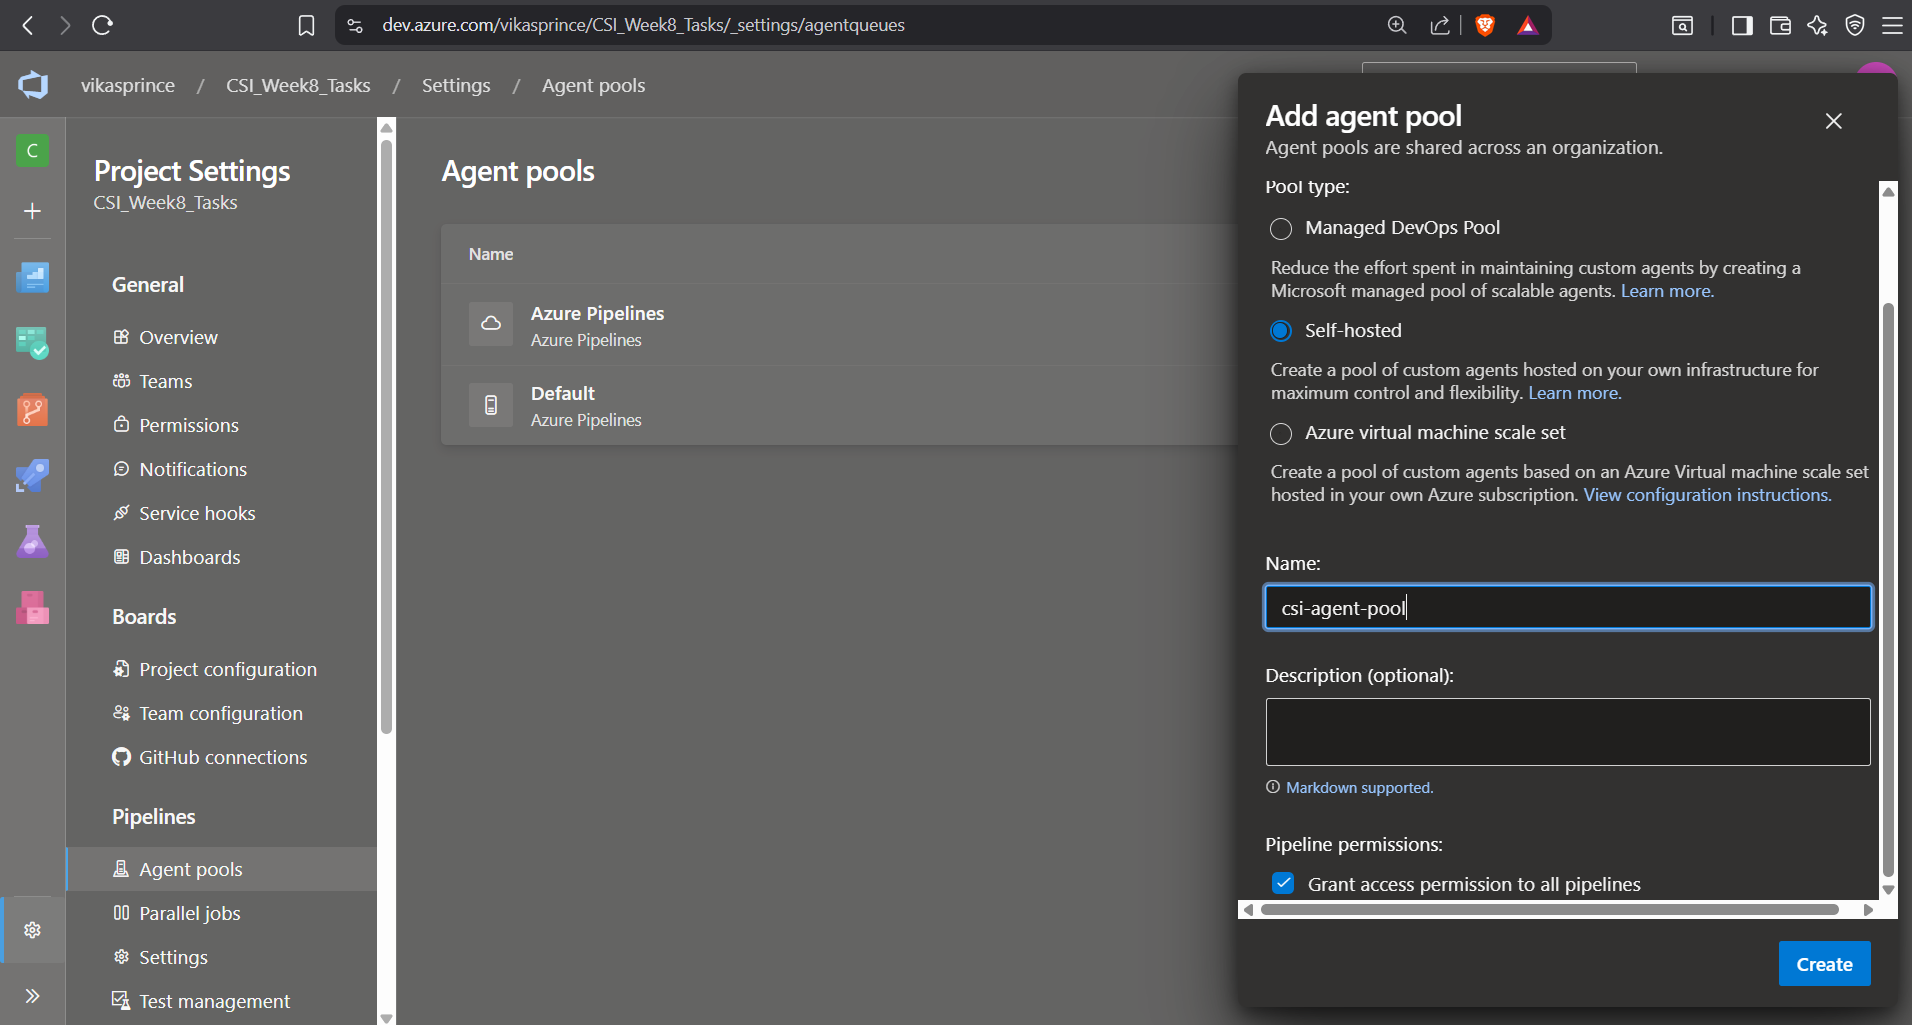 dev.azure.com/vikasprince/CSI_Week8_Tasks/_settings/agentqueues
vikasprince / CSI_Week8_Tasks / Settings / Agent pools
C
Project Settings
CSI_Week8_Tasks
General
Overview
Teams
Permissions
Notifications
Service hooks
Dashboards
Boards
Project configuration
Team configuration
GitHub connections
Pipelines
Agent pools
Parallel jobs
Settings
Test management
Agent pools
Name
Azure Pipelines
Azure Pipelines
Default
Azure Pipelines
Add agent pool
Agent pools are shared across an organization.
Pool type:
Managed DevOps Pool
Reduce the effort spent in maintaining custom agents by creating a
Microsoft managed pool of scalable agents. Learn more.
Self-hosted
Create a pool of custom agents hosted on your own infrastructure for
maximum control and flexibility. Learn more.
Azure virtual machine scale set
Create a pool of custom agents based on an Azure Virtual machine scale set
hosted in your own Azure subscription. View configuration instructions.
Name:
csi-agent-pool
Description (optional):
Markdown supported.
Pipeline permissions:
Grant access permission to all pipelines
Create